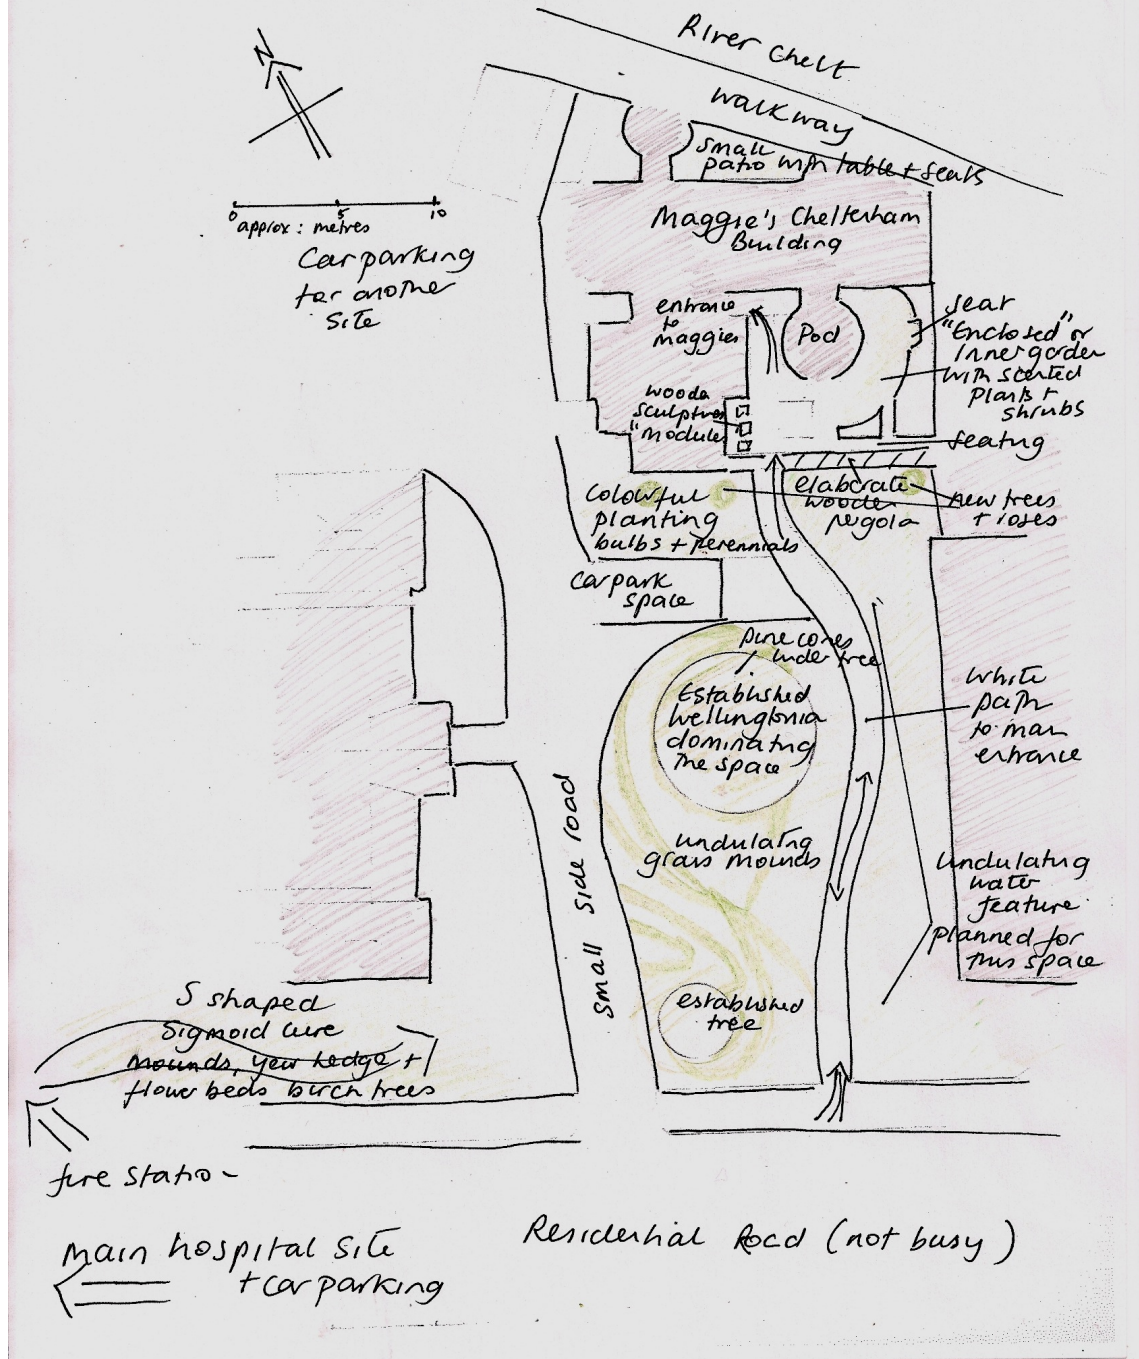 River Chelt
walkway
N
small
patio with table + seats
0 5 10
approx : metres
Maggie's Cheltenham
Building
Car parking
for another
site
entrance
to
maggies
Pod
seat
"Enclosed" or
Inner garden
with scented
plants +
shrubs
wooden
sculptures
"modules
seating
colourful
planting
bulbs + perennials
elaborate
wooden
pergola
new trees
+ roses
Carpark
space
pine cones
under tree
Established
wellingtonia
dominating
the space
white
path
to main
entrance
small side road
undulating
grass mounds
undulating
water
feature
planned for
this space
established
tree
S shaped
Sigmoid
mounds, yew hedge +
flower beds birch trees
fire station
main hospital site
+ car parking
Residential Road (not busy)